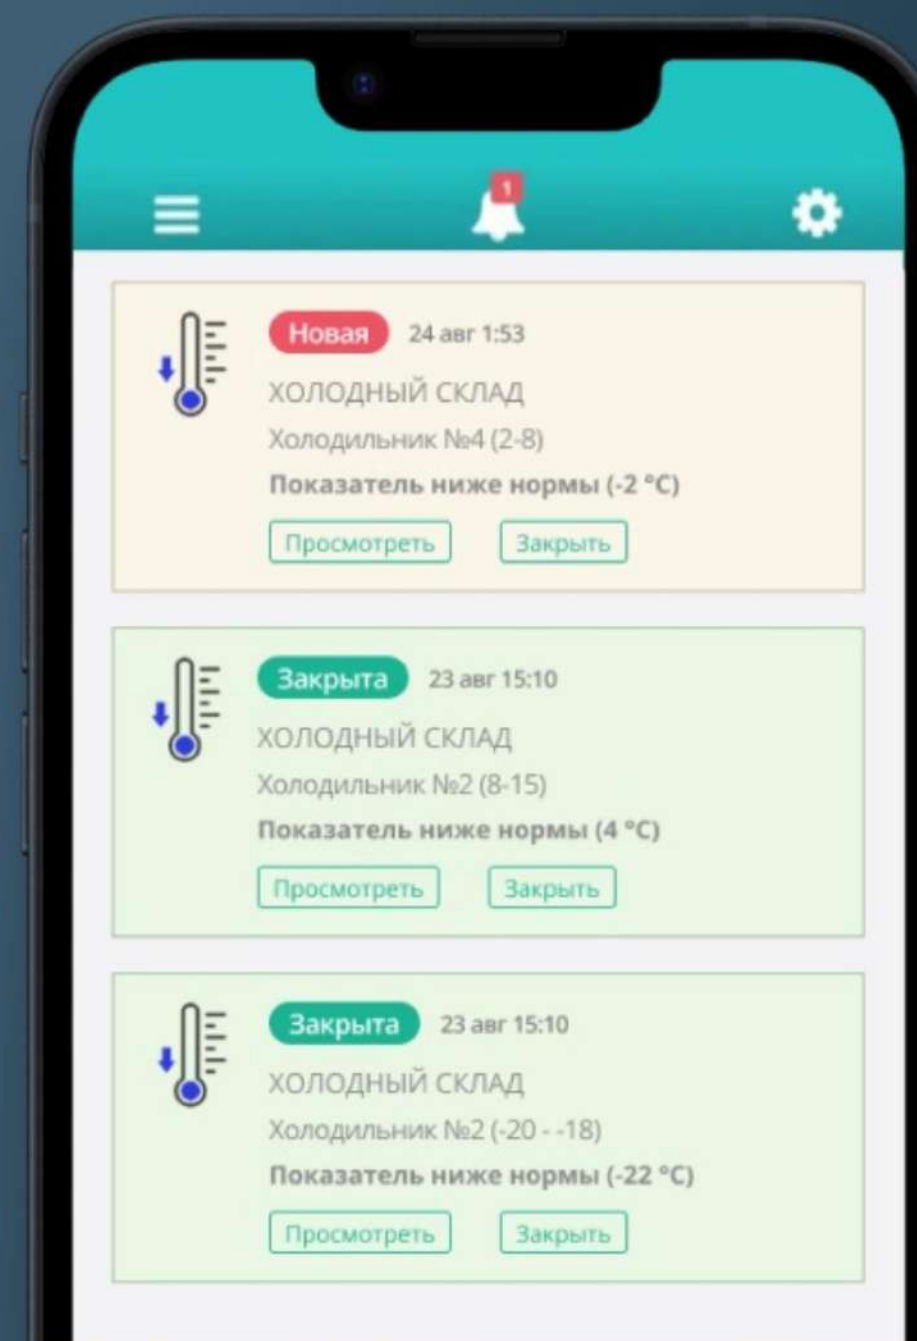 1
Новая 24 авг 1:53
ХОЛОДНЫЙ СКЛАД
Холодильник №4 (2-8)
Показатель ниже нормы (-2 °C)
Просмотреть Закрыть
Закрыта 23 авг 15:10
ХОЛОДНЫЙ СКЛАД
Холодильник №2 (8-15)
Показатель ниже нормы (4 °C)
Просмотреть Закрыть
Закрыта 23 авг 15:10
ХОЛОДНЫЙ СКЛАД
Холодильник №2 (-20 - -18)
Показатель ниже нормы (-22 °C)
Просмотреть Закрыть